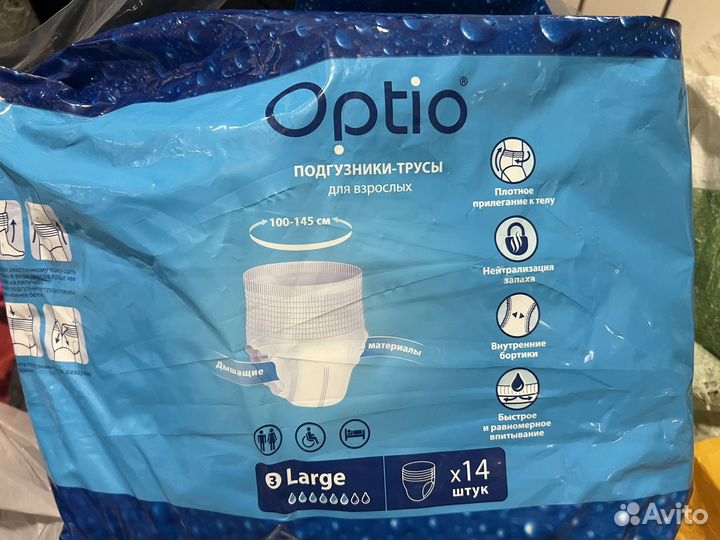 Optio®
ПОДГУЗНИКИ-ТРУСЫ
для взрослых
100-145 см
Дышащие материалы
Плотное
прилегание к телу
Нейтрализация
запаха
Внутренние
бортики
Быстрое
и равномерное
впитывание
3 Large
x14
штук
Avito